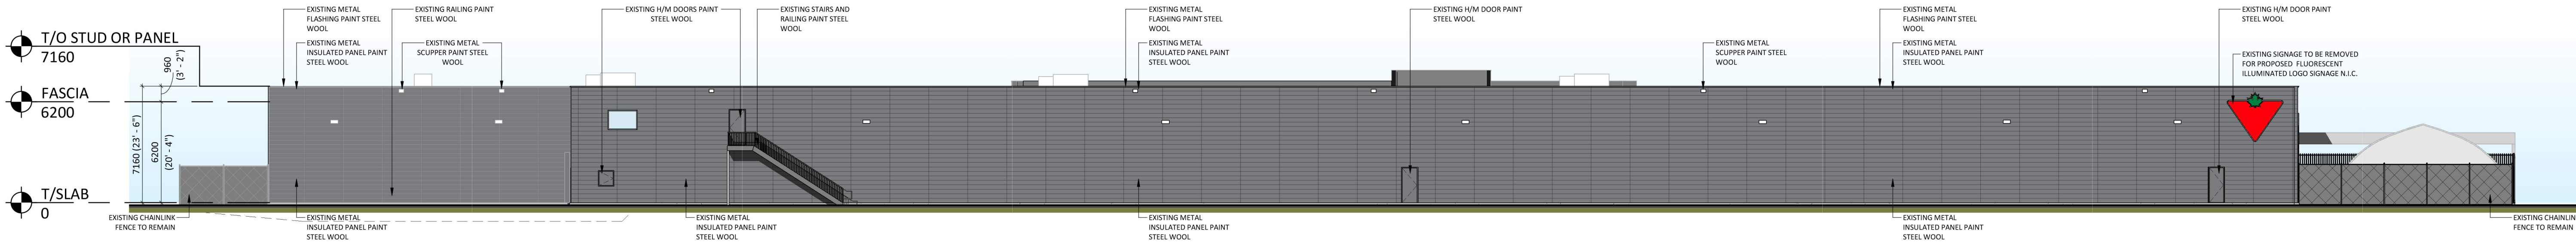 EXISTING METAL
FLASHING PAINT STEEL
WOOL
EXISTING RAILING PAINT
STEEL WOOL
EXISTING H/M DOORS PAINT
STEEL WOOL
EXISTING STAIRS AND
RAILING PAINT STEEL
WOOL
EXISTING METAL
FLASHING PAINT STEEL
WOOL
EXISTING H/M DOOR PAINT
STEEL WOOL
EXISTING METAL
FLASHING PAINT STEEL
WOOL
EXISTING H/M DOOR PAINT
STEEL WOOL
T/O STUD OR PANEL
7160
960
(3' - 2")
EXISTING METAL
INSULATED PANEL PAINT
STEEL WOOL
EXISTING METAL
SCUPPER PAINT STEEL
WOOL
EXISTING METAL
INSULATED PANEL PAINT
STEEL WOOL
EXISTING METAL
SCUPPER PAINT STEEL
WOOL
EXISTING METAL
INSULATED PANEL PAINT
STEEL WOOL
EXISTING SIGNAGE TO BE REMOVED
FOR PROPOSED FLUORESCENT
ILLUMINATED LOGO SIGNAGE N.I.C.
FASCIA
6200
7160 (23' - 6")
6200
(20' - 4")
T/SLAB
0
EXISTING CHAINLINK
FENCE TO REMAIN
EXISTING METAL
INSULATED PANEL PAINT
STEEL WOOL
EXISTING METAL
INSULATED PANEL PAINT
STEEL WOOL
EXISTING METAL
INSULATED PANEL PAINT
STEEL WOOL
EXISTING METAL
INSULATED PANEL PAINT
STEEL WOOL
EXISTING CHAINLIN
FENCE TO REMAIN